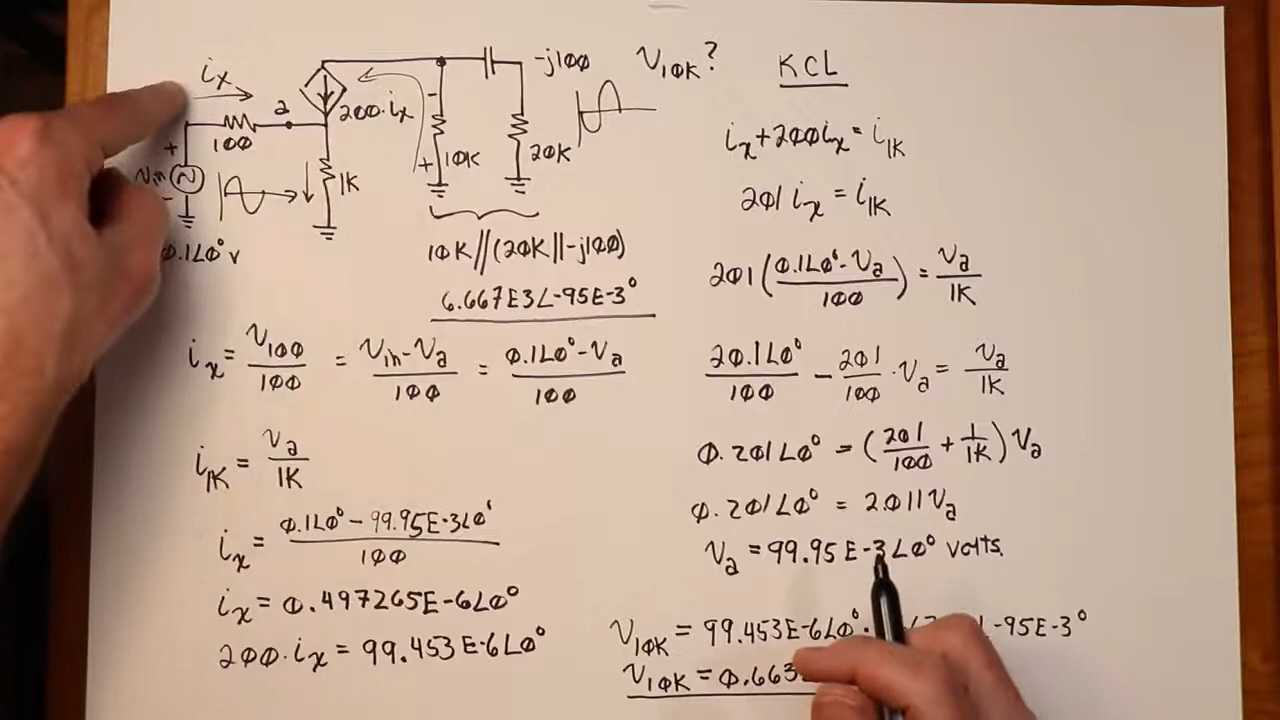 iₓ
a
100
+
-
0.1∠0° v
200·iₓ
1K
-
+
10K
-j100
20K
V₁₀ₖ?
10K//(20K||-j100)
6.667E3∠-95E-3°
iₓ = V₁₀₀/100 = (Vin-Va)/100 = (0.1∠0°-Va)/100
i₁ₖ = Va/1K
iₓ = (0.1∠0°-99.95E-3∠0°)/100
iₓ = 0.497265E-6∠0°
200·iₓ = 99.453E-6∠0°
KCL
iₓ+200iₓ = i₁ₖ
201iₓ = i₁ₖ
201((0.1∠0°-Va)/100) = Va/1K
20.1∠0°/100 - 201/100·Va = Va/1K
0.201∠0° = (201/100 + 1/1K)Va
0.201∠0° = 2.011Va
Va = 99.95E-3∠0° volts.
V₁₀ₖ = 99.453E-6∠0°· ∠-95E-3°
V₁₀ₖ = 0.663